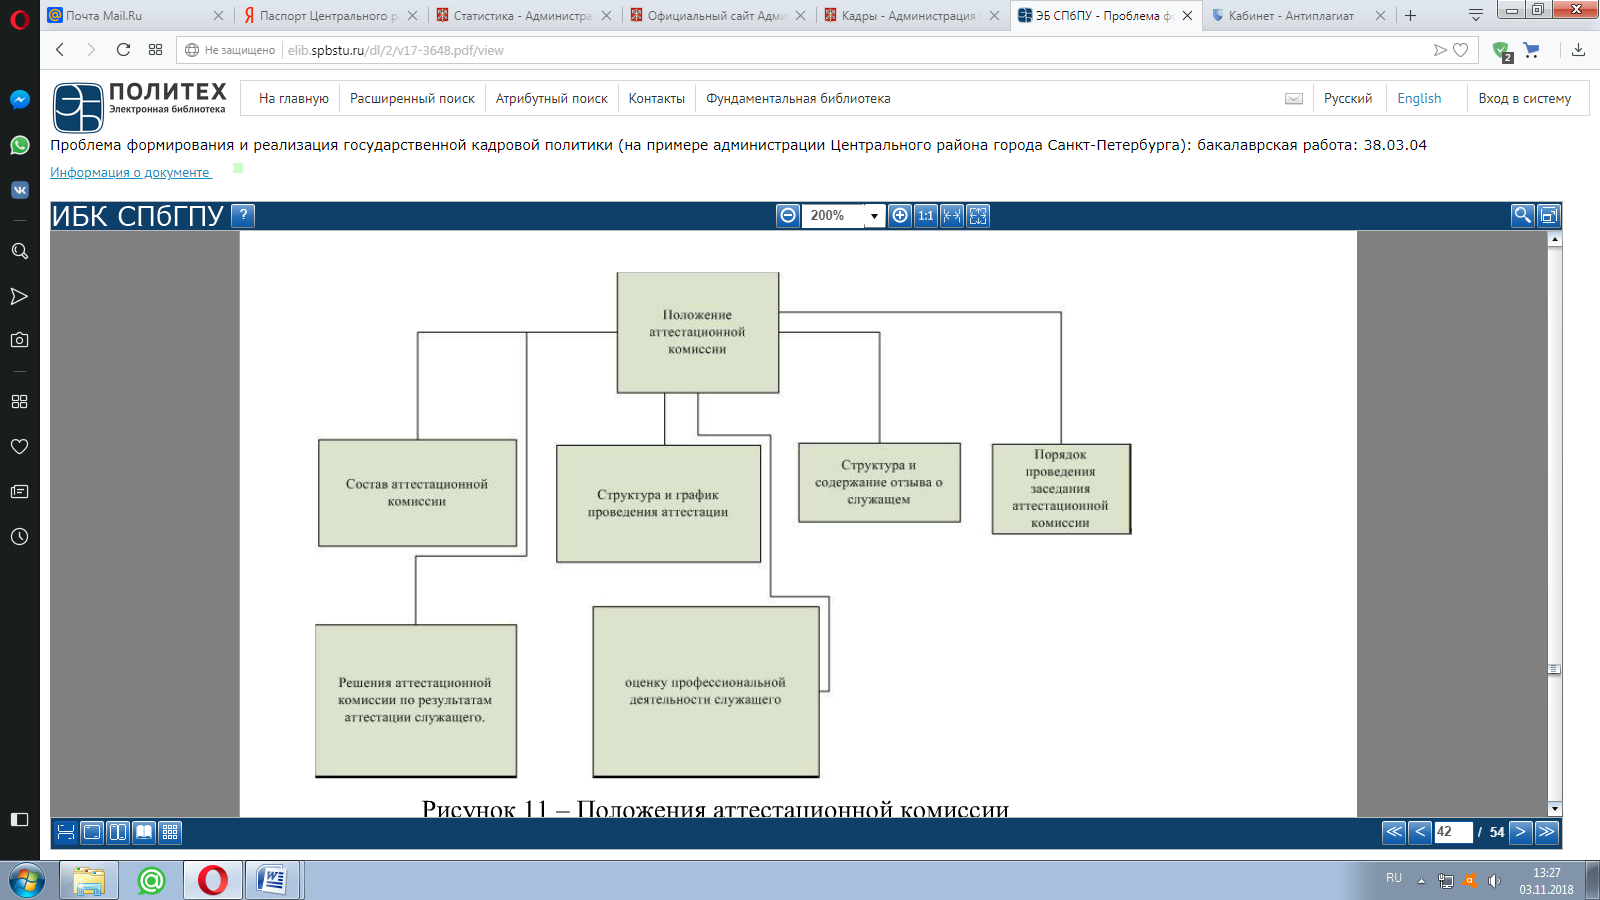 Почта Mail.Ru
Паспорт Центрального р
Статистика - Администра
Официальный сайт Адми
Кадры - Администрация
ЭБ СПбПУ - Проблема фо
Кабинет - Антиплагиат
Не защищено
elib.spbstu.ru/dl/2/v17-3648.pdf/view
2
ЭБ
ПОЛИТЕХ
Электронная библиотека
На главную
Расширенный поиск
Атрибутный поиск
Контакты
Фундаментальная библиотека
Русский
English
Вход в систему
Проблема формирования и реализация государственной кадровой политики (на примере администрации Центрального района города Санкт-Петербурга): бакалаврская работа: 38.03.04
Информация о документе
ИБК СПбГПУ
?
200%
1:1
Положение
аттестационной
комиссии
Состав аттестационной
комиссии
Структура и график
проведения аттестации
Структура и
содержание отзыва о
служащем
Порядок
проведения
заседания
аттестационной
комиссии
Решения аттестационной
комиссии по результатам
аттестации служащего.
оценку профессиональной
деятельности служащего
Рисунок 11 – Положения аттестационной комиссии
42 / 54
RU
13:27
03.11.2018